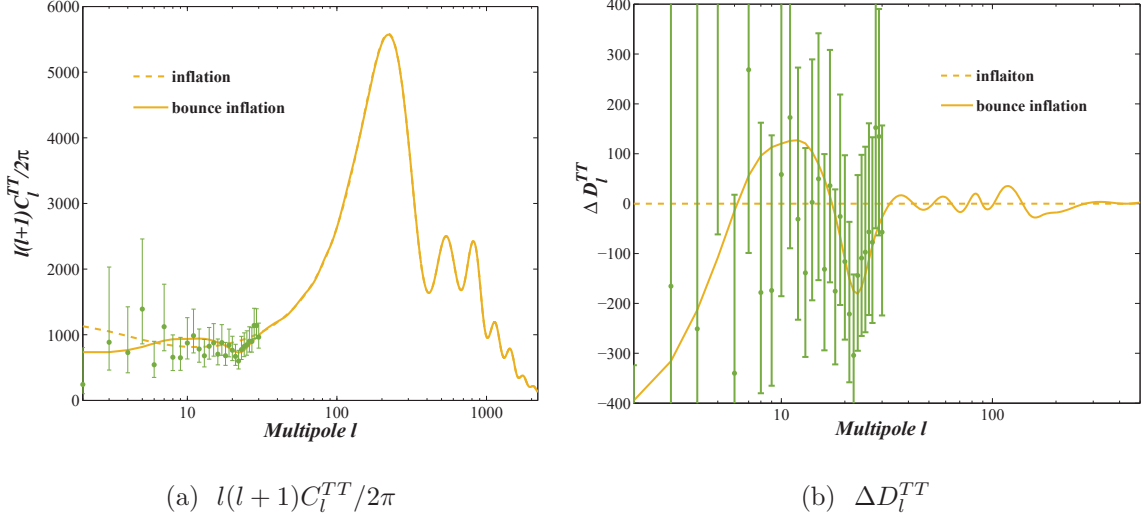 6000
5000
4000
3000
2000
1000
0
l(l+1)C_l^{TT}/2π
inflation
bounce inflation
10
100
1000
Multipole l
(a) l(l + 1)C_l^{TT}/2π
400
300
200
100
0
−100
−200
−300
−400
Δ D_l^{TT}
inflaiton
bounce inflation
10
100
Multipole l
(b) ΔD_l^{TT}